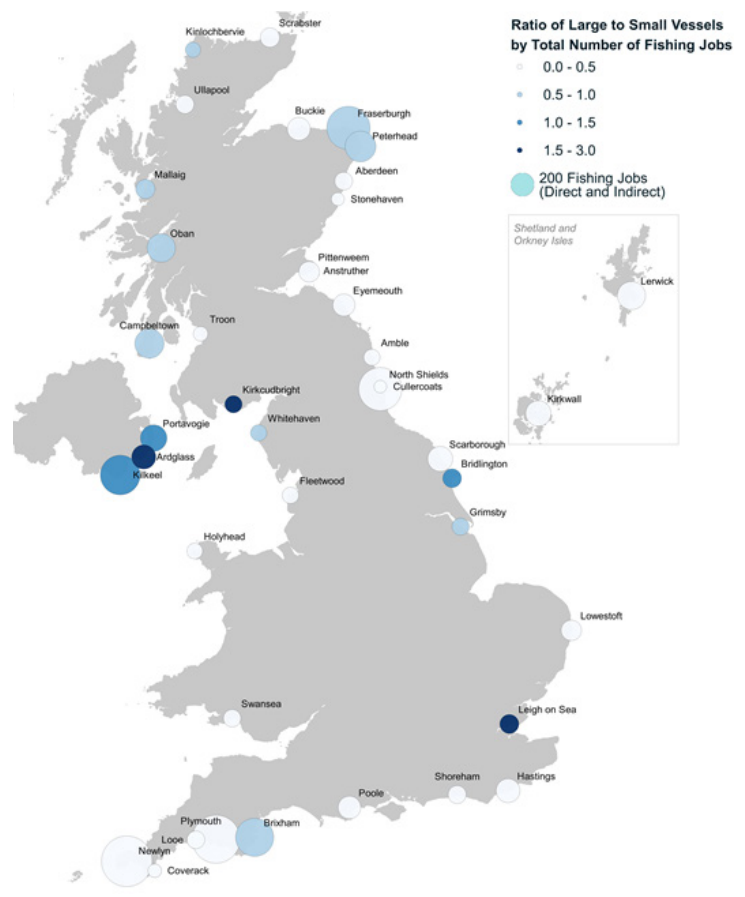 Ratio of Large to Small Vessels
by Total Number of Fishing Jobs
0.0 - 0.5
0.5 - 1.0
1.0 - 1.5
1.5 - 3.0
200 Fishing Jobs
(Direct and Indirect)
Shetland and
Orkney Isles
Lerwick
Kirkwall
Scrabster
Kinlochbervie
Ullapool
Buckie
Fraserburgh
Peterhead
Aberdeen
Mallaig
Stonehaven
Oban
Pittenweem
Anstruther
Eyemeouth
Troon
Campbeltown
Amble
North Shields
Cullercoats
Kirkcudbright
Whitehaven
Portavogie
Ardglass
Kilkeel
Scarborough
Bridlington
Fleetwood
Grimsby
Holyhead
Lowestoft
Swansea
Leigh on Sea
Shoreham
Hastings
Poole
Plymouth
Brixham
Looe
Newlyn
Coverack